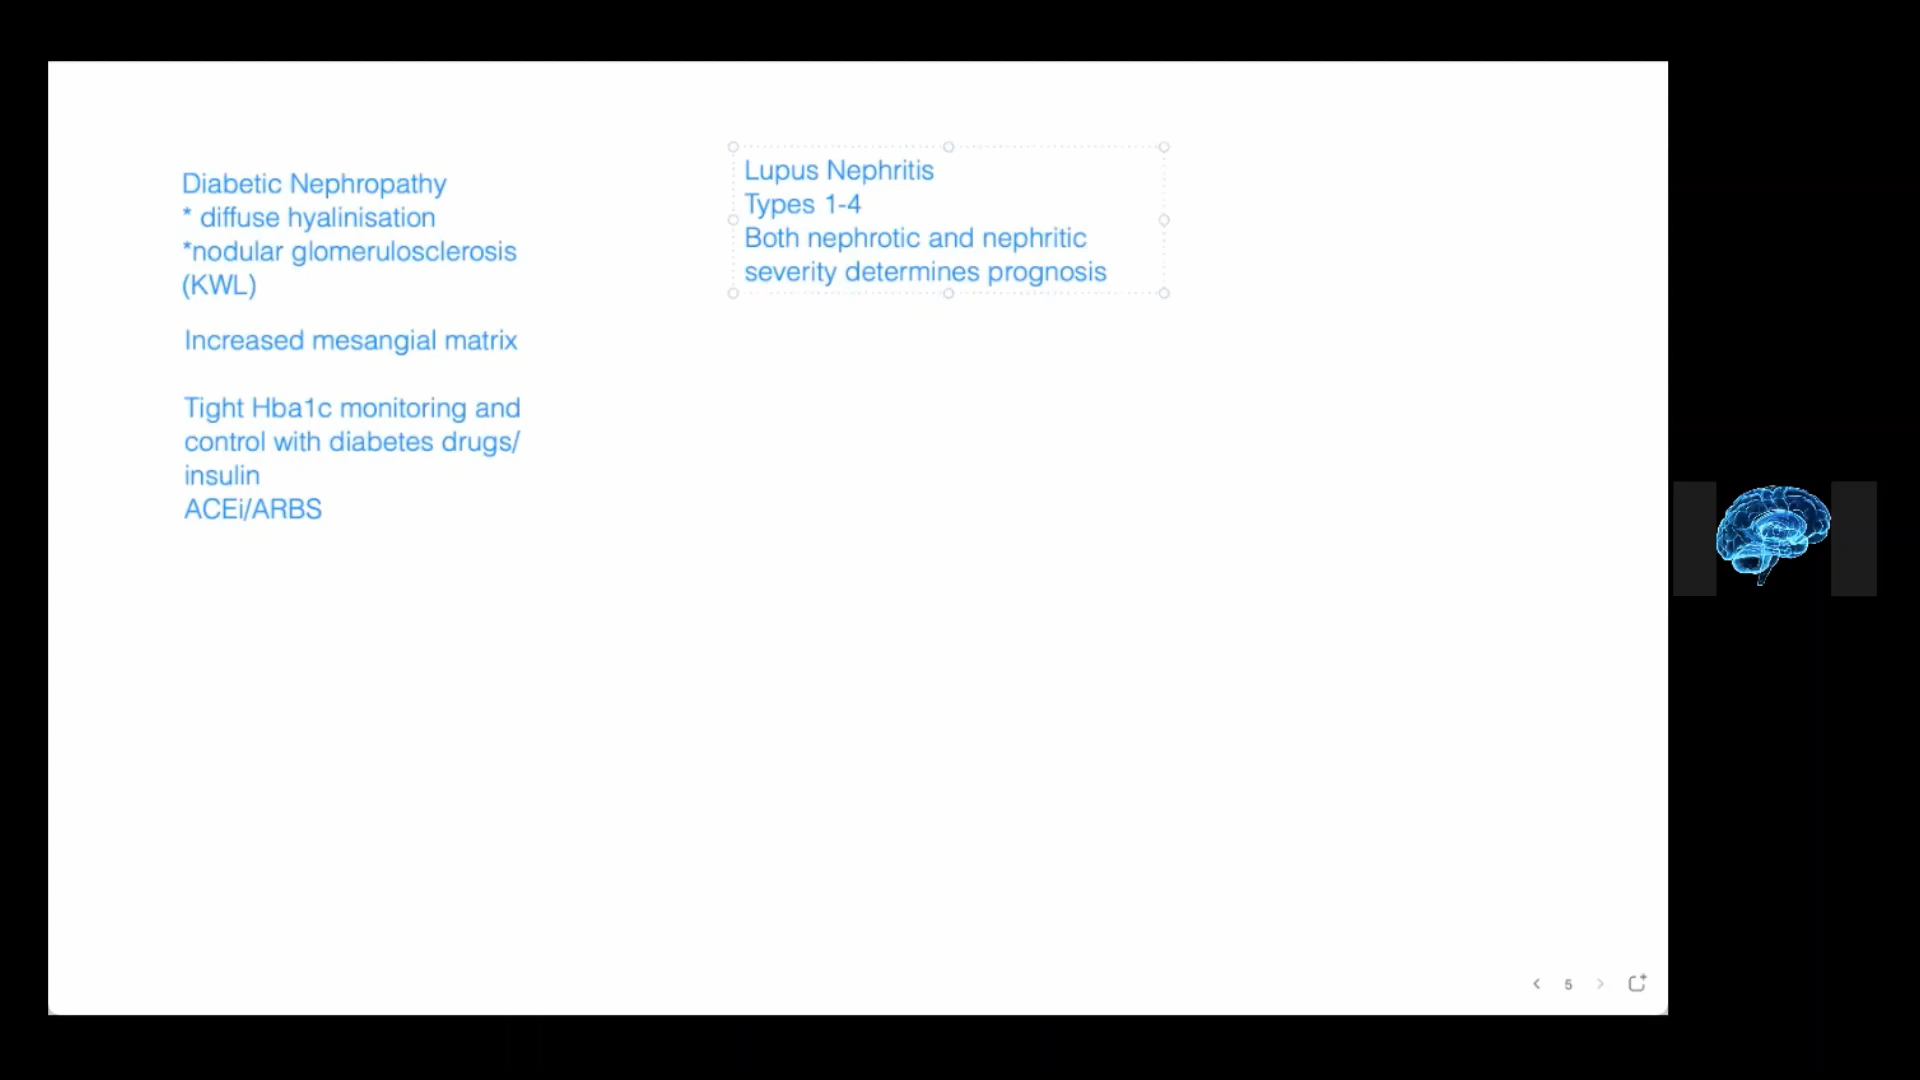 Diabetic Nephropathy
* diffuse hyalinisation
*nodular glomerulosclerosis
(KWL)
Increased mesangial matrix
Tight Hba1c monitoring and
control with diabetes drugs/
insulin
ACEi/ARBS
Lupus Nephritis
Types 1-4
Both nephrotic and nephritic
severity determines prognosis
5